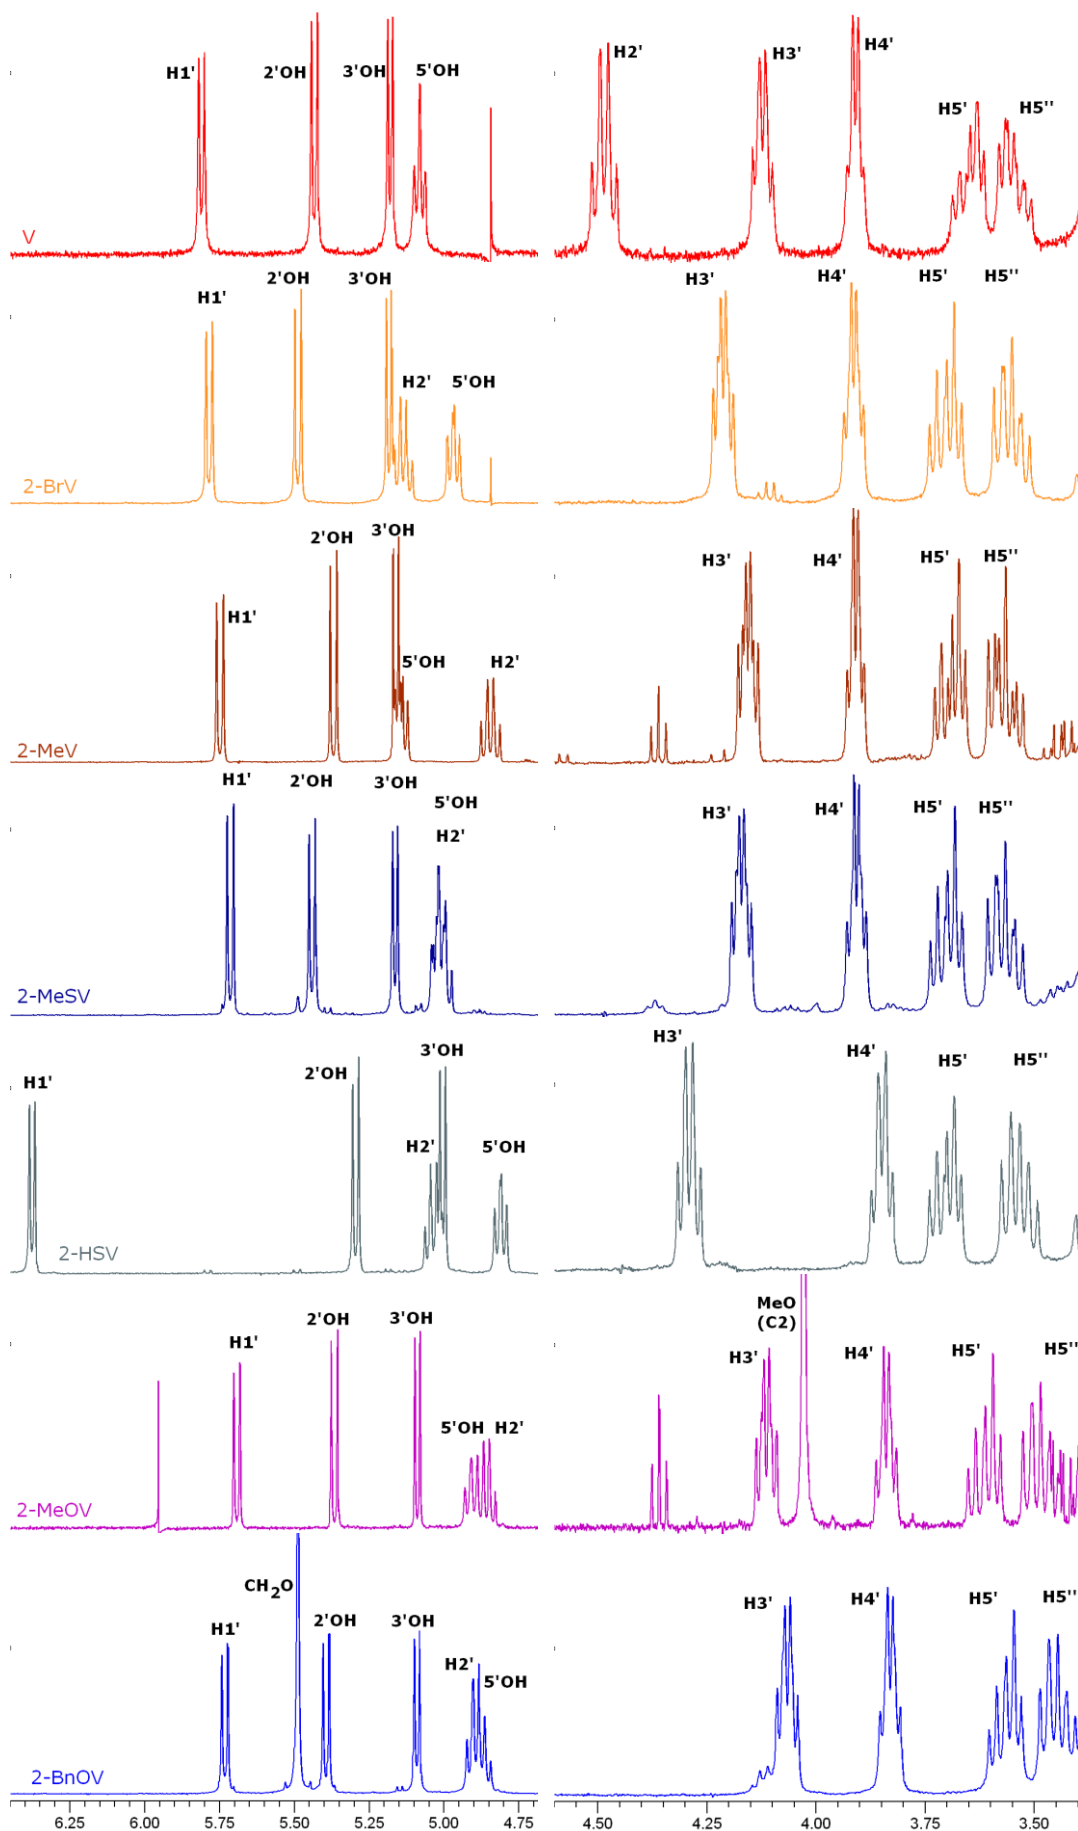 H1' 2'OH 3'OH 5'OH H2' H3' H4' H5' H5''
V
H1' 2'OH 3'OH H2' 5'OH H3' H4' H5' H5''
2-BrV
H1' 2'OH 3'OH 5'OH H2' H3' H4' H5' H5''
2-MeV
H1' 2'OH 3'OH 5'OH H2' H3' H4' H5' H5''
2-MeSV
H1' 2'OH H2' 3'OH 5'OH H3' H4' H5' H5''
2-HSV
H1' 2'OH 3'OH 5'OH H2' H3' MeO (C2) H4' H5' H5''
2-MeOV
H1' CH2O 2'OH 3'OH H2' 5'OH H3' H4' H5' H5''
2-BnOV
6.25 6.00 5.75 5.50 5.25 5.00 4.75 4.50 4.25 4.00 3.75 3.50